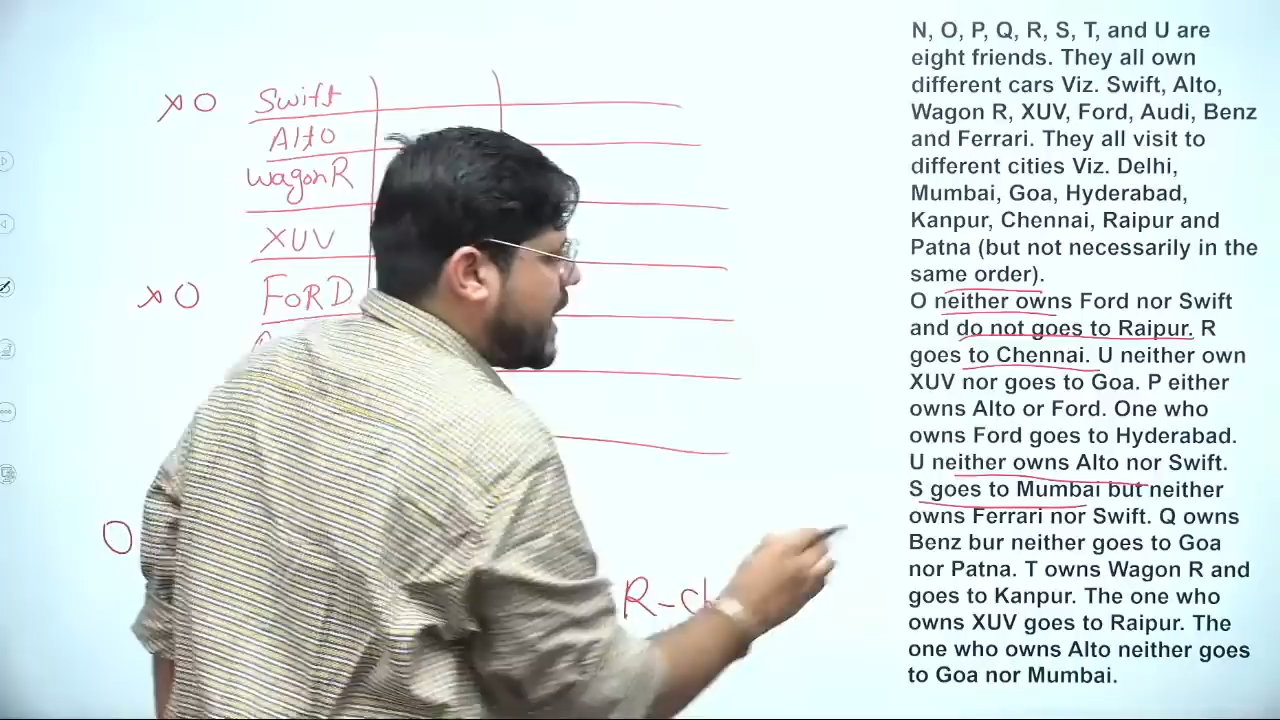 N, O, P, Q, R, S, T, and U are
eight friends. They all own
different cars Viz. Swift, Alto,
Wagon R, XUV, Ford, Audi, Benz
and Ferrari. They all visit to
different cities Viz. Delhi,
Mumbai, Goa, Hyderabad,
Kanpur, Chennai, Raipur and
Patna (but not necessarily in the
same order).
O neither owns Ford nor Swift
and do not goes to Raipur. R
goes to Chennai. U neither own
XUV nor goes to Goa. P either
owns Alto or Ford. One who
owns Ford goes to Hyderabad.
U neither owns Alto nor Swift.
S goes to Mumbai but neither
owns Ferrari nor Swift. Q owns
Benz bur neither goes to Goa
nor Patna. T owns Wagon R and
goes to Kanpur. The one who
owns XUV goes to Raipur. The
one who owns Alto neither goes
to Goa nor Mumbai.
xO Swift
Alto
WagonR
XUV
xO FORD
O
R-ch